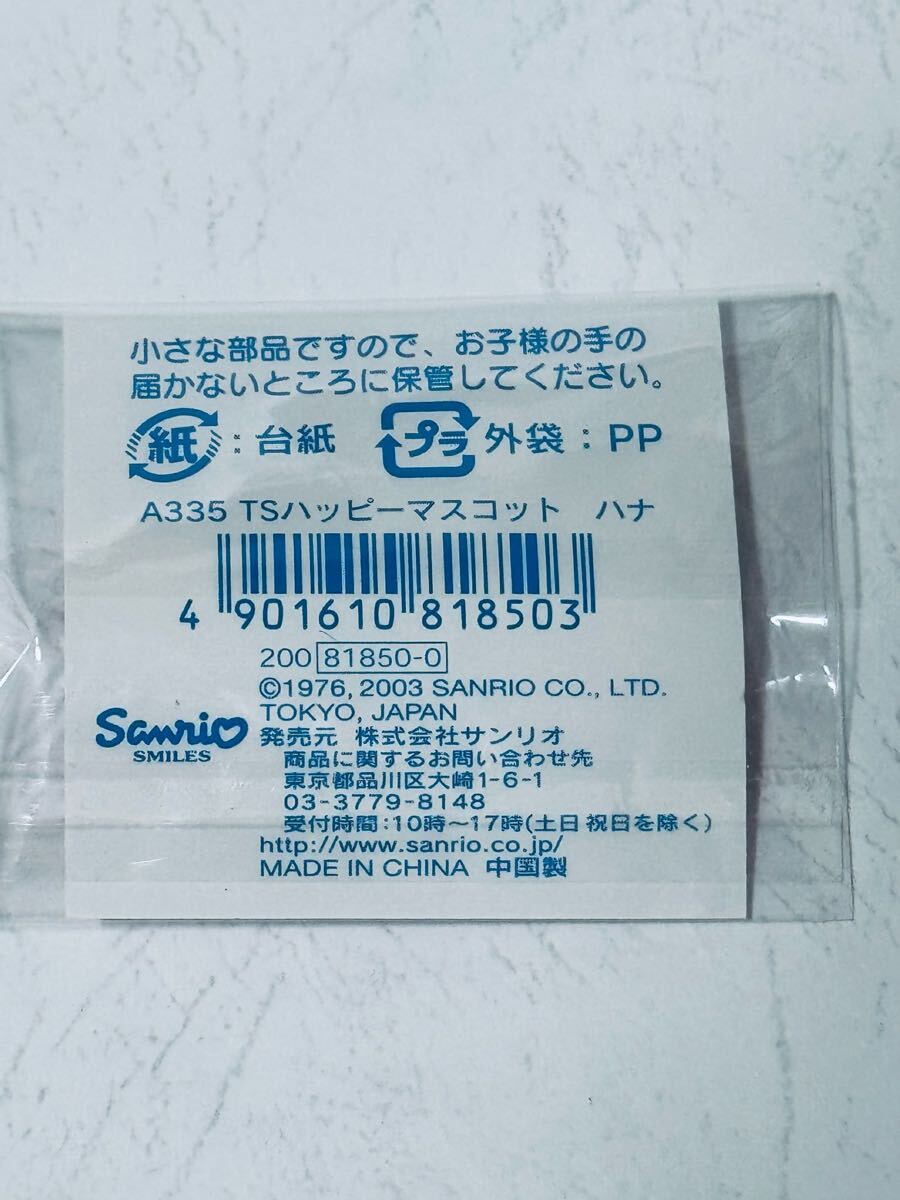 小さな部品ですので、お子様の手の
届かないところに保管してください。
紙：台紙 プラ 外袋：PP
A335 TSハッピーマスコット ハナ
4 901610 818503
200 81850-0
©1976, 2003 SANRIO CO., LTD.
TOKYO, JAPAN
Sanrio
SMILES
発売元 株式会社サンリオ
商品に関するお問い合わせ先
東京都品川区大崎1-6-1
03-3779-8148
受付時間：10時～17時(土日祝日を除く)
http://www.sanrio.co.jp/
MADE IN CHINA 中国製